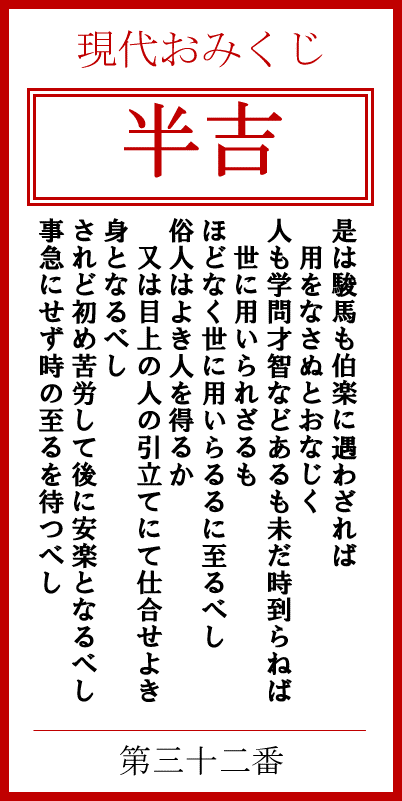 現代おみくじ
半吉
是は駿馬も伯楽に遇わざれば
用をなさぬとおなじく
人も学問才智などあるも未だ時到らねば
世に用いられざるも
ほどなく世に用いらるるに至るべし
俗人はよき人を得るか
又は目上の人の引立てにて仕合せよき
身となるべし
されど初め苦労して後に安楽となるべし
事急にせず時の至るを待つべし
第三十二番